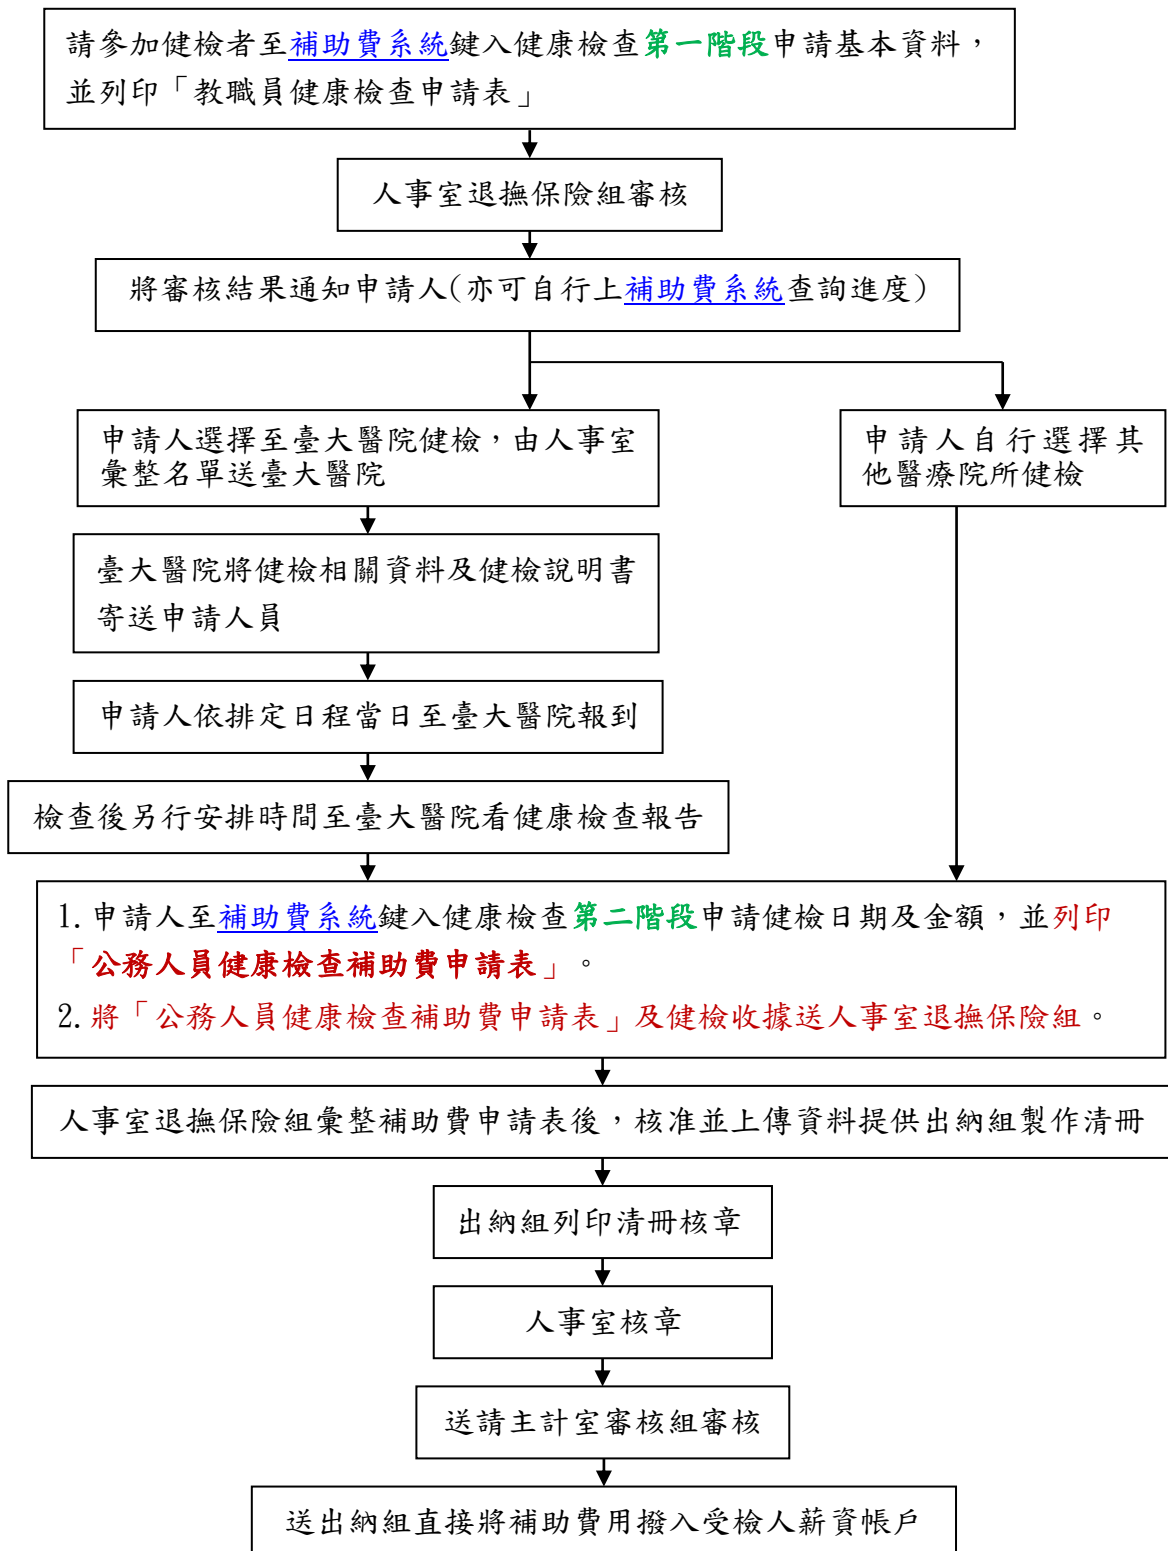 請參加健檢者至補助費系統鍵入健康檢查第一階段申請基本資料，
並列印「教職員健康檢查申請表」
人事室退撫保險組審核
將審核結果通知申請人(亦可自行上補助費系統查詢進度)
申請人選擇至臺大醫院健檢，由人事室
彙整名單送臺大醫院
申請人自行選擇其
他醫療院所健檢
臺大醫院將健檢相關資料及健檢說明書
寄送申請人員
申請人依排定日程當日至臺大醫院報到
檢查後另行安排時間至臺大醫院看健康檢查報告
1.申請人至補助費系統鍵入健康檢查第二階段申請健檢日期及金額，並列印
「公務人員健康檢查補助費申請表」。
2.將「公務人員健康檢查補助費申請表」及健檢收據送人事室退撫保險組。
人事室退撫保險組彙整補助費申請表後，核准並上傳資料提供出納組製作清冊
出納組列印清冊核章
人事室核章
送請主計室審核組審核
送出納組直接將補助費用撥入受檢人薪資帳戶